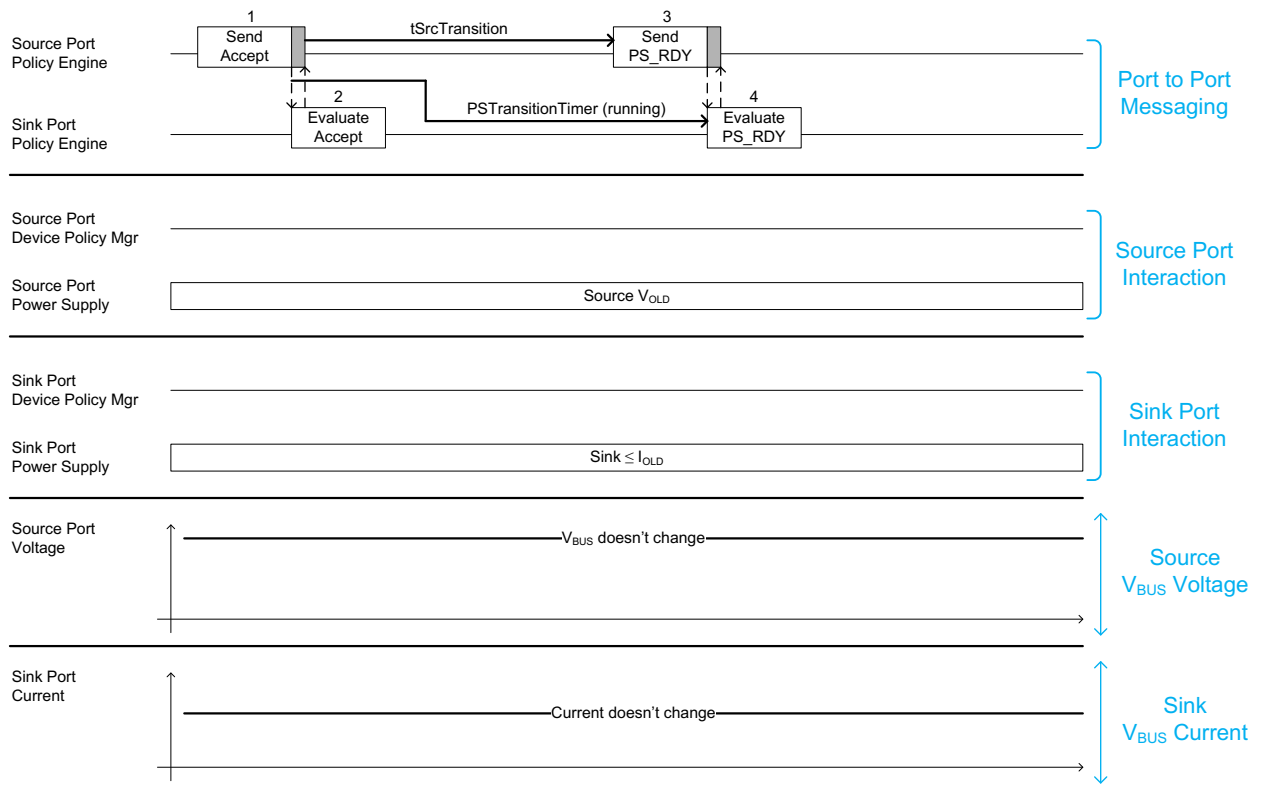 1
Send
Accept
tSrcTransition
3
Send
PS_RDY
Source Port
Policy Engine
2
Evaluate
Accept
PSTransitionTimer (running)
4
Evaluate
PS_RDY
Sink Port
Policy Engine
Port to Port
Messaging
Source Port
Device Policy Mgr
Source Port
Power Supply
Source VOLD
Source Port
Interaction
Sink Port
Device Policy Mgr
Sink Port
Power Supply
Sink ≤ IOLD
Sink Port
Interaction
Source Port
Voltage
VBUS doesn't change
Source
VBUS Voltage
Sink Port
Current
Current doesn't change
Sink
VBUS Current